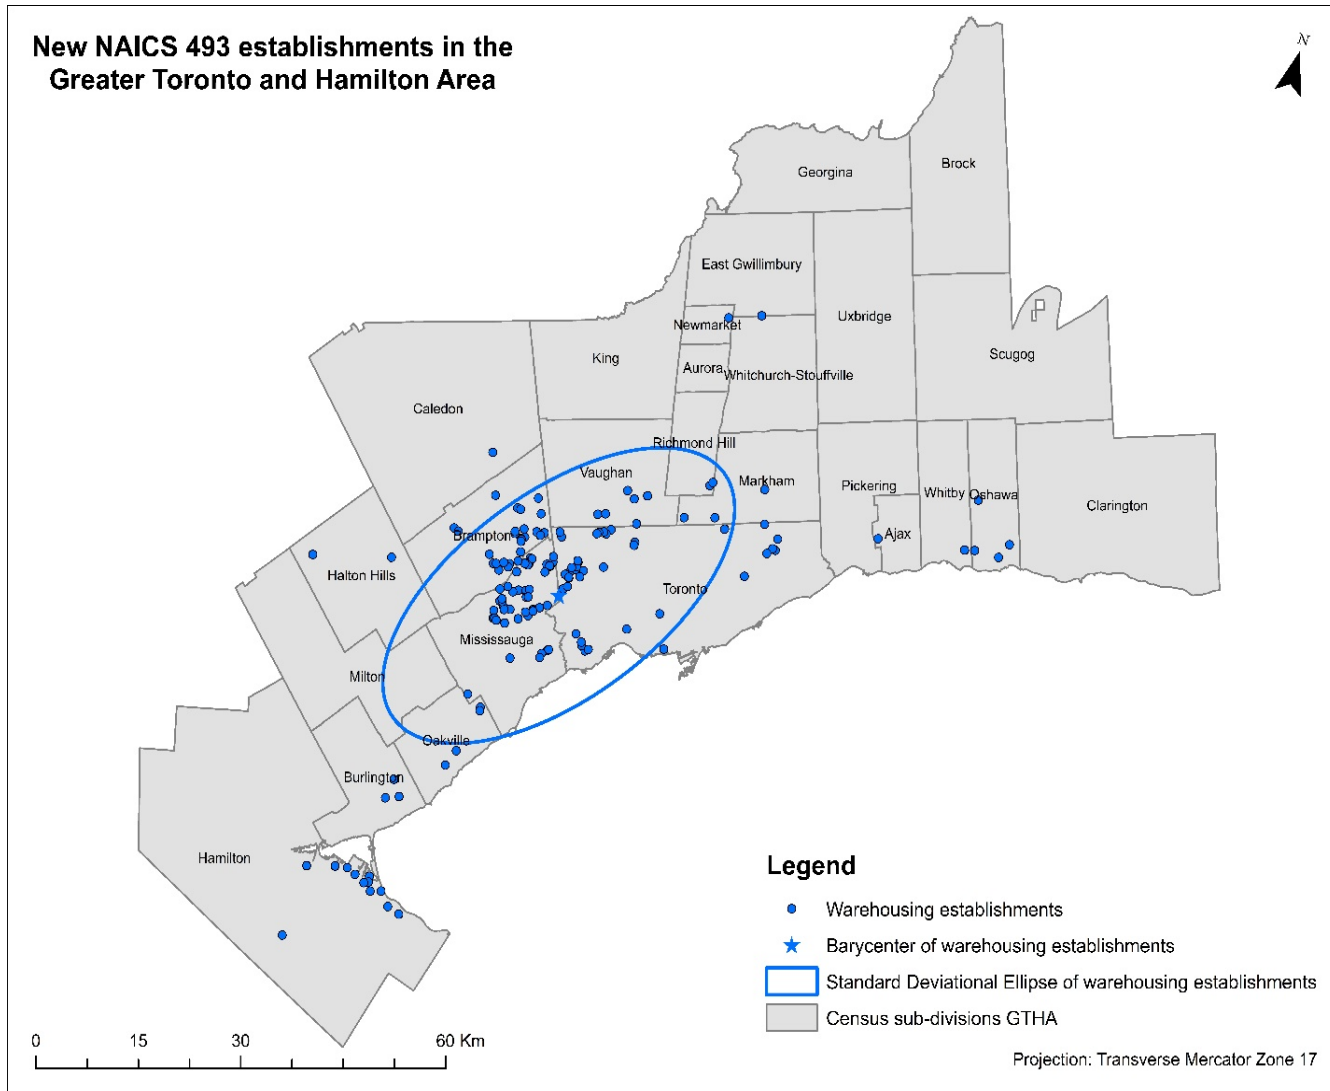 New NAICS 493 establishments in the
Greater Toronto and Hamilton Area
N
Brock
Georgina
East Gwillimbury
Uxbridge
Newmarket
Scugog
King
Aurora
Whitchurch-Stouffville
Caledon
Richmond Hill
Vaughan
Markham
Pickering
Whitby
Oshawa
Clarington
Brampton
Ajax
Halton Hills
Toronto
Mississauga
Milton
Oakville
Burlington
Hamilton
Legend
Warehousing establishments
Barycenter of warehousing establishments
Standard Deviational Ellipse of warehousing establishments
Census sub-divisions GTHA
0 15 30 60 Km
Projection: Transverse Mercator Zone 17